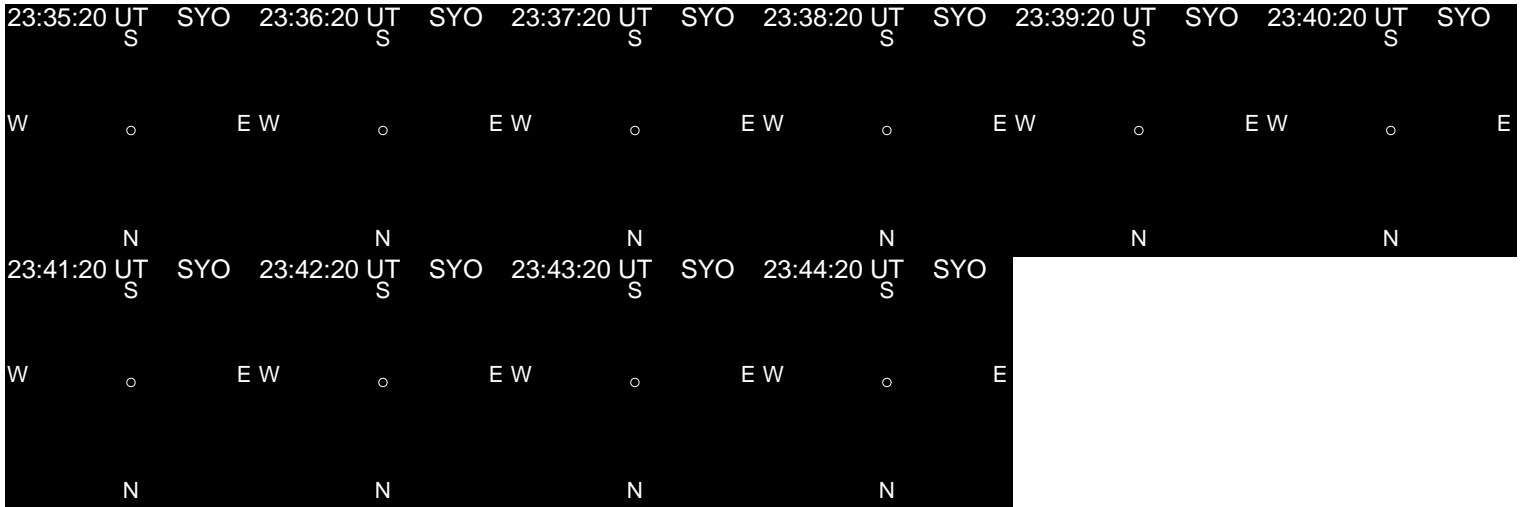 23:35:20 UT SYO 23:36:20 UT SYO 23:37:20 UT SYO 23:38:20 UT SYO 23:39:20 UT SYO 23:40:20 UT SYO
S S S S S S
W E W E W E W E W E W E
N N N N N N
23:41:20 UT SYO 23:42:20 UT SYO 23:43:20 UT SYO 23:44:20 UT SYO
S S S S
W E W E W E W E
N N N N